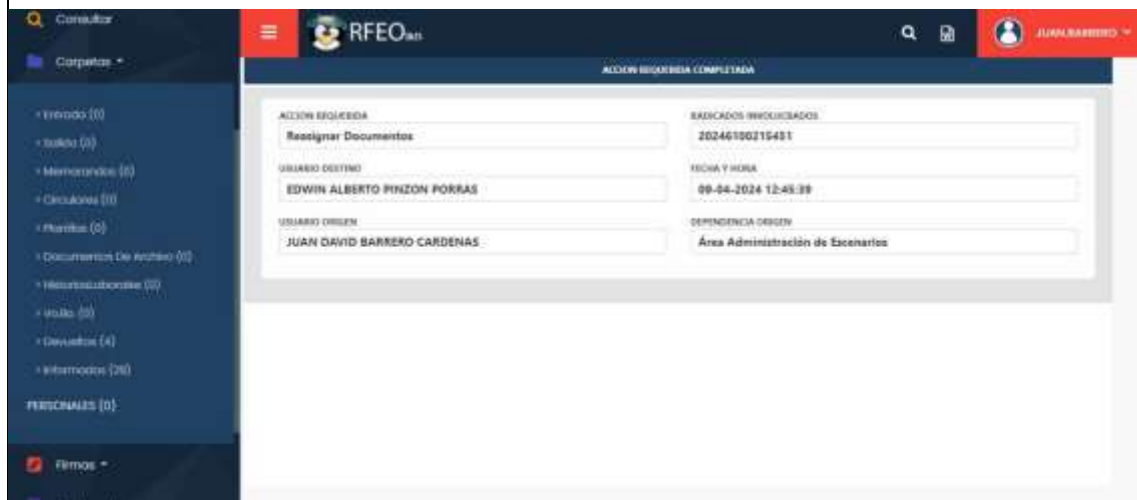 Consultar
RFEO
JUAN.BARRERO
Carpetas
ACCION REQUERIDA COMPLETADA
Entrada (0)
Salida (0)
Memorandos (0)
Circulares (0)
Planillas (0)
Documentos De Archivo (0)
HistoriasLaborales (0)
VoBo (0)
Devueltos (4)
Informados
PERSONALES (0)
Firmas
ACCION REQUERIDA
Reasignar Documentos
RADICADOS INVOLUCRADOS
20246100215451
USUARIO DESTINO
EDWIN ALBERTO PINZON PORRAS
FECHA Y HORA
09-04-2024 12:45:39
USUARIO ORIGEN
JUAN DAVID BARRERO CARDENAS
DEPENDENCIA ORIGEN
Área Administración de Escenarios